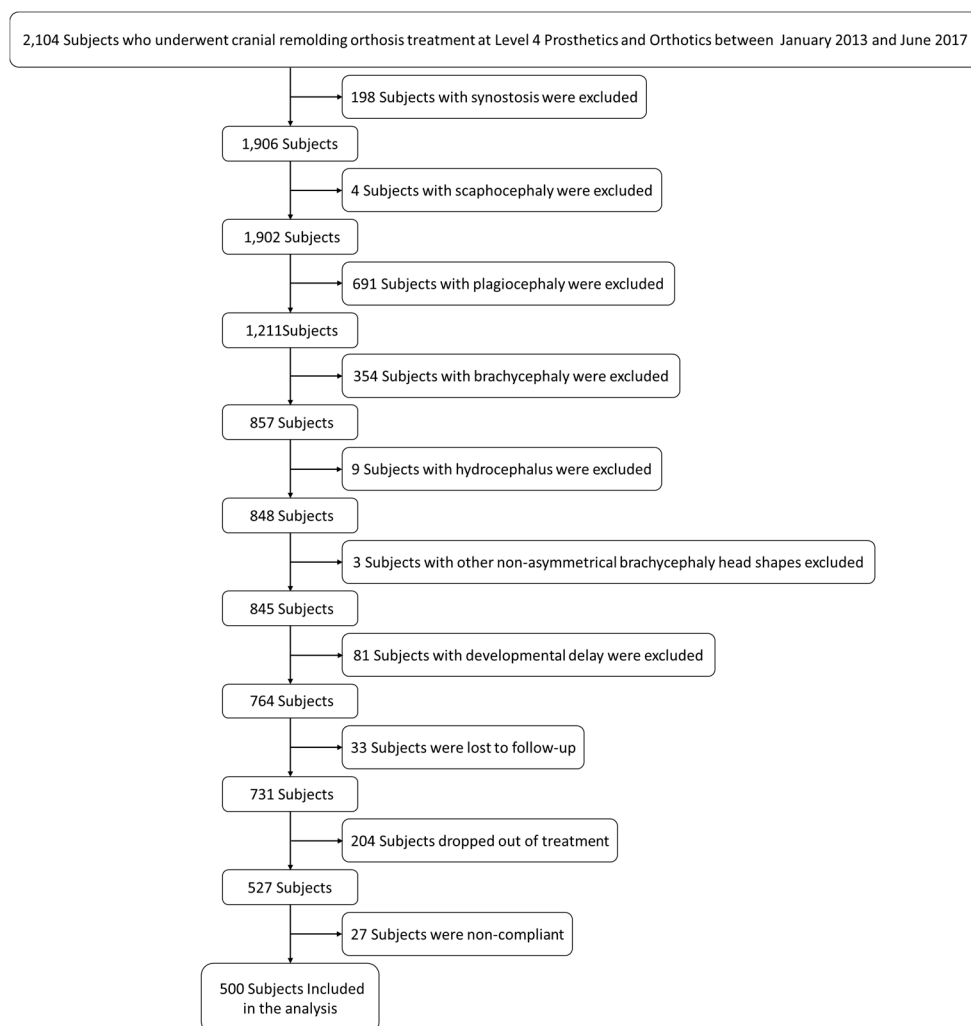 2,104 Subjects who underwent cranial remolding orthosis treatment at Level 4 Prosthetics and Orthotics between January 2013 and June 2017
198 Subjects with synostosis were excluded
1,906 Subjects
4 Subjects with scaphocephaly were excluded
1,902 Subjects
691 Subjects with plagiocephaly were excluded
1,211Subjects
354 Subjects with brachycephaly were excluded
857 Subjects
9 Subjects with hydrocephalus were excluded
848 Subjects
3 Subjects with other non-asymmetrical brachycephaly head shapes excluded
845 Subjects
81 Subjects with developmental delay were excluded
764 Subjects
33 Subjects were lost to follow-up
731 Subjects
204 Subjects dropped out of treatment
527 Subjects
27 Subjects were non-compliant
500 Subjects Included
in the analysis